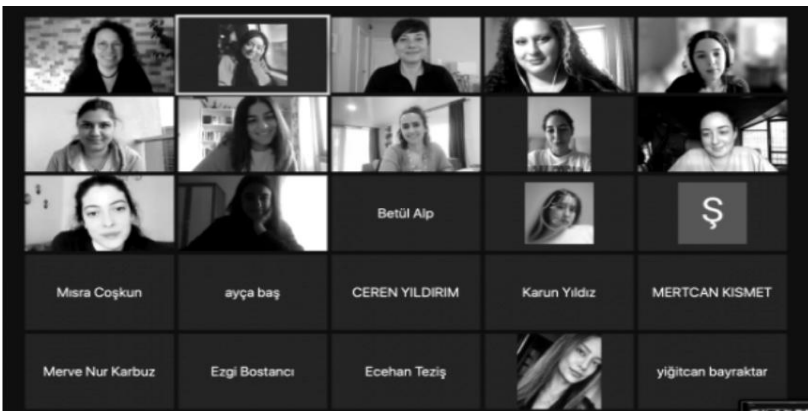 Betül Alp
Ş
Mısra Coşkun
ayça baş
CEREN YILDIRIM
Karun Yıldız
MERTCAN KISMET
Merve Nur Karbuz
Ezgi Bostancı
Ecehan Teziş
yiğitcan bayraktar